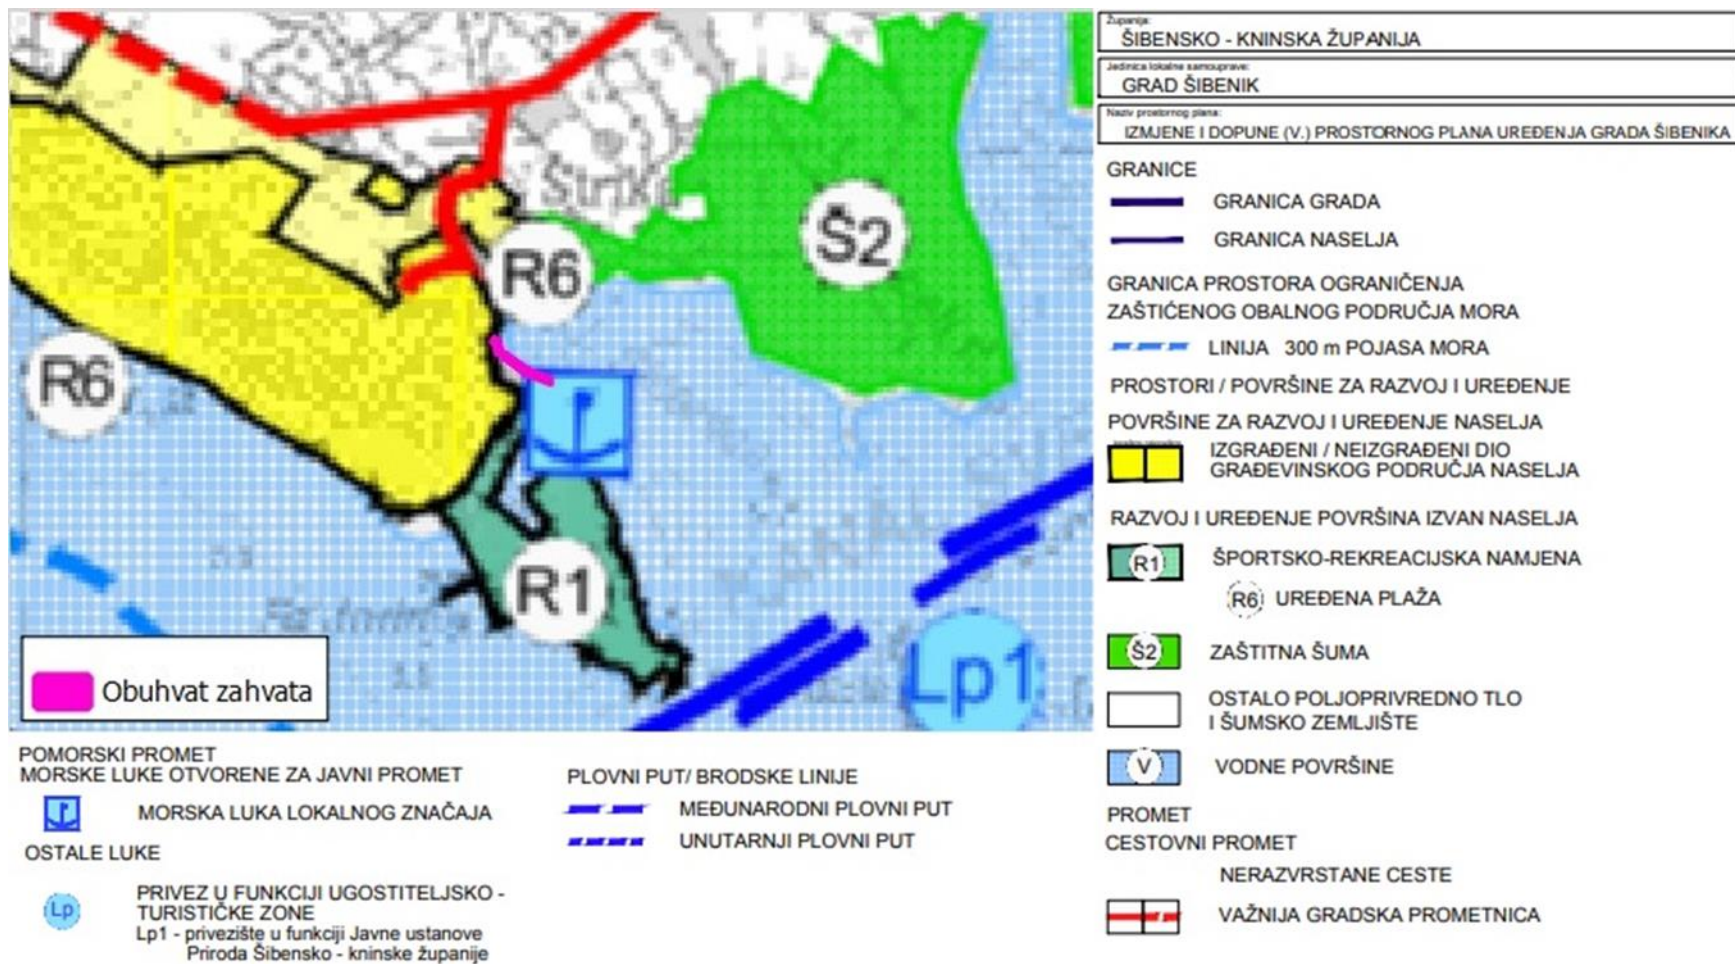 Štrika
Š2
R6
R6
R1
Lp1
Obuhvat zahvata
Županija:
ŠIBENSKO - KNINSKA ŽUPANIJA
Jedinica lokalne samouprave:
GRAD ŠIBENIK
Naziv prostornog plana:
IZMJENE I DOPUNE (V.) PROSTORNOG PLANA UREĐENJA GRADA ŠIBENIKA
GRANICE
GRANICA GRADA
GRANICA NASELJA
GRANICA PROSTORA OGRANIČENJA
ZAŠTIĆENOG OBALNOG PODRUČJA MORA
LINIJA 300 m POJASA MORA
PROSTORI / POVRŠINE ZA RAZVOJ I UREĐENJE
POVRŠINE ZA RAZVOJ I UREĐENJE NASELJA
IZGRAĐENI / NEIZGRAĐENI DIO
GRAĐEVINSKOG PODRUČJA NASELJA
RAZVOJ I UREĐENJE POVRŠINA IZVAN NASELJA
R1 ŠPORTSKO-REKREACIJSKA NAMJENA
R6 UREĐENA PLAŽA
Š2 ZAŠTITNA ŠUMA
OSTALO POLJOPRIVREDNO TLO
I ŠUMSKO ZEMLJIŠTE
V VODNE POVRŠINE
PROMET
CESTOVNI PROMET
NERAZVRSTANE CESTE
VAŽNIJA GRADSKA PROMETNICA
POMORSKI PROMET
MORSKE LUKE OTVORENE ZA JAVNI PROMET
MORSKA LUKA LOKALNOG ZNAČAJA
OSTALE LUKE
Lp PRIVEZ U FUNKCIJI UGOSTITELJSKO -
TURISTIČKE ZONE
Lp1 - privezište u funkciji Javne ustanove
Priroda Šibensko - kninske županije
PLOVNI PUT/ BRODSKE LINIJE
MEĐUNARODNI PLOVNI PUT
UNUTARNJI PLOVNI PUT